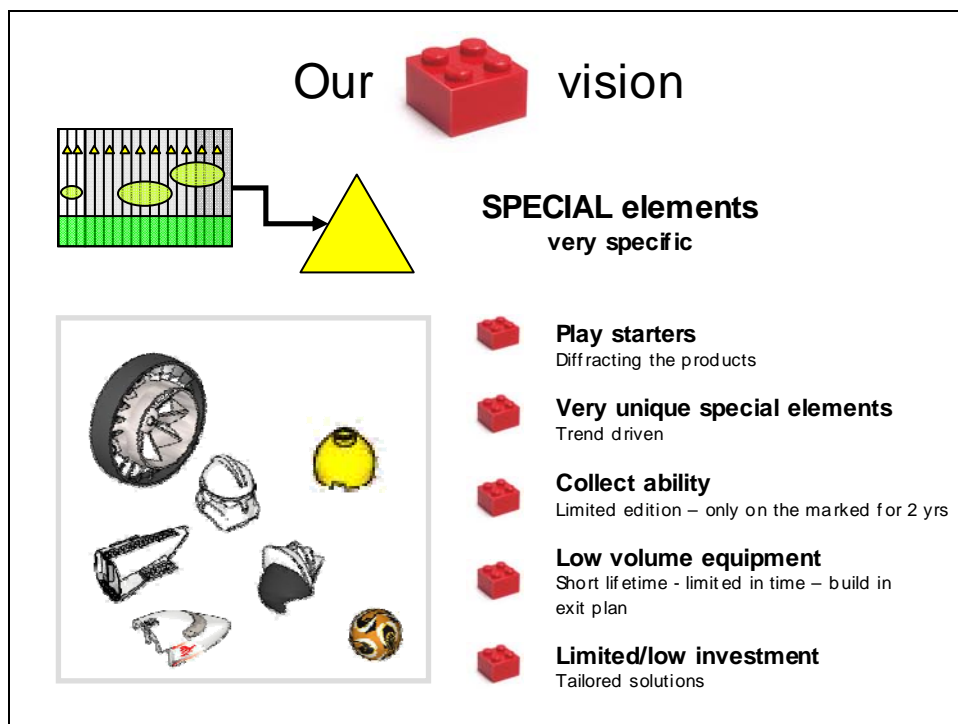 Our vision
SPECIAL elements
very specific
Play starters
Diffracting the products
Very unique special elements
Trend driven
Collect ability
Limited edition – only on the marked for 2 yrs
Low volume equipment
Short lifetime - limited in time – build in
exit plan
Limited/low investment
Tailored solutions